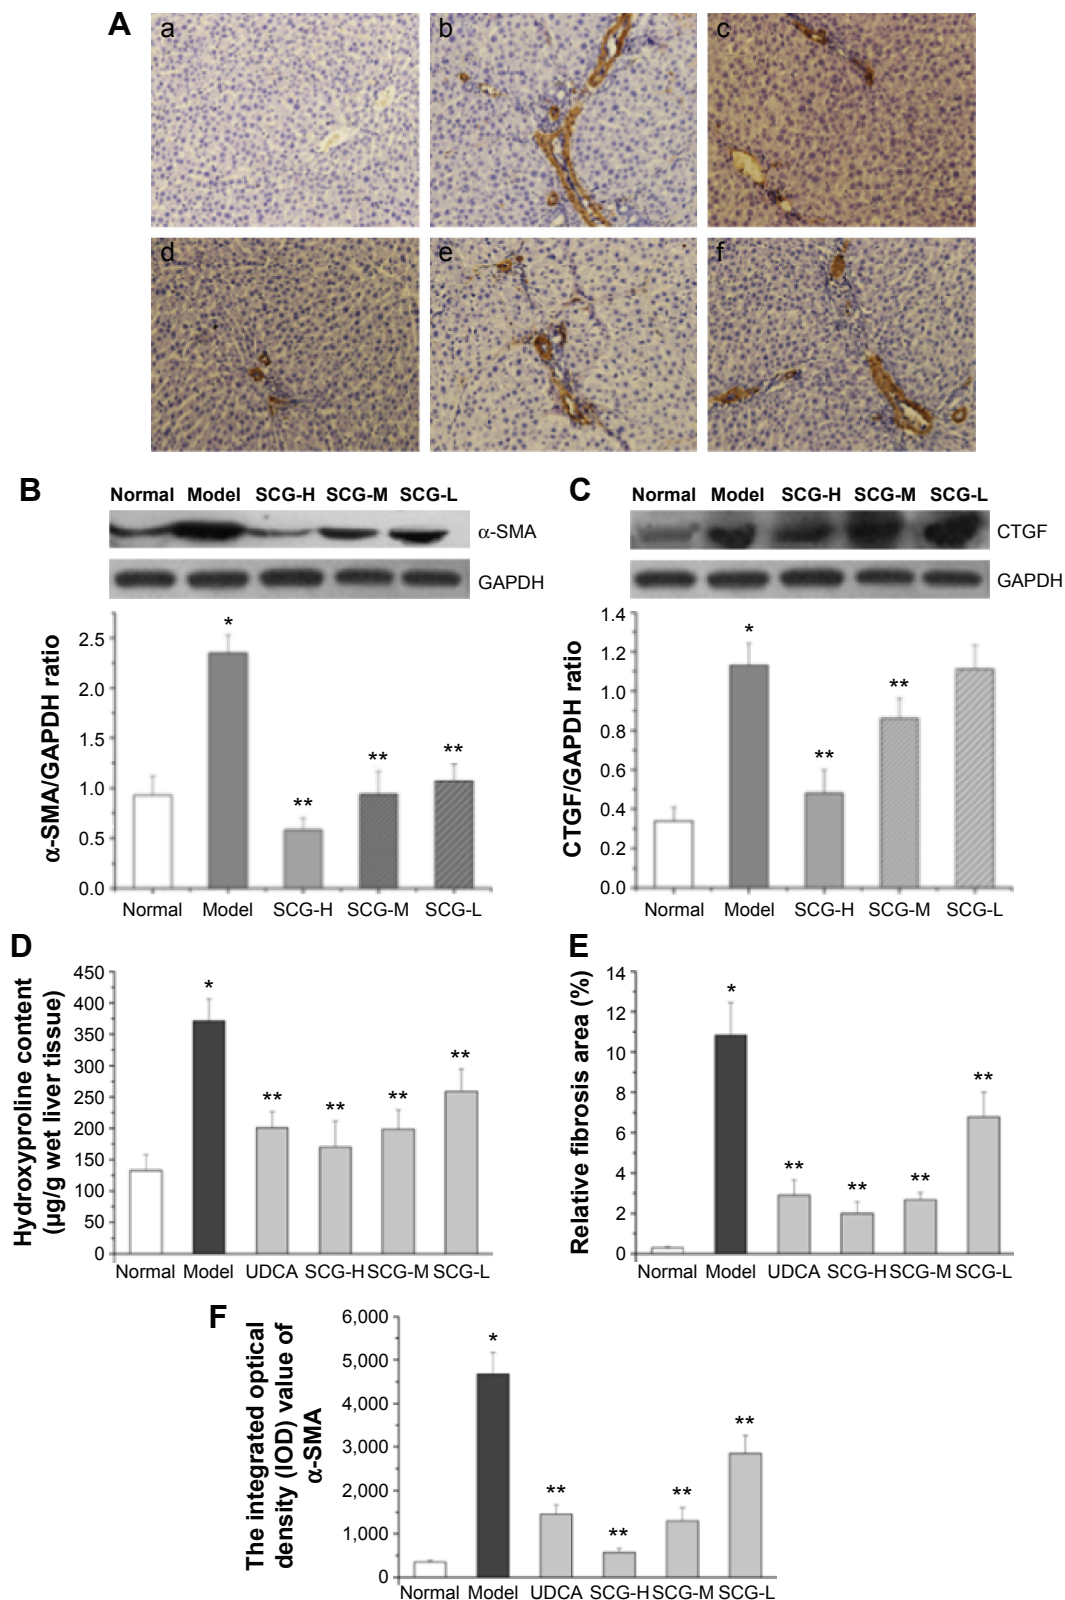 A
a
b
c
d
e
f
B
Normal Model SCG-H SCG-M SCG-L
α-SMA
GAPDH
α-SMA/GAPDH ratio
2.5
2.0
1.5
1.0
0.5
0.0
*
**
**
**
Normal Model SCG-H SCG-M SCG-L
C
Normal Model SCG-H SCG-M SCG-L
CTGF
GAPDH
CTGF/GAPDH ratio
1.4
1.2
1.0
0.8
0.6
0.4
0.2
0.0
*
**
**
Normal Model SCG-H SCG-M SCG-L
D
Hydroxyproline content
(µg/g wet liver tissue)
450
400
350
300
250
200
150
100
50
0
*
**
**
**
**
Normal Model UDCA SCG-H SCG-M SCG-L
E
Relative fibrosis area (%)
14
12
10
8
6
4
2
0
*
**
**
**
**
Normal Model UDCA SCG-H SCG-M SCG-L
F
The integrated optical
density (IOD) value of
α-SMA
6,000
5,000
4,000
3,000
2,000
1,000
0
*
**
**
**
**
Normal Model UDCA SCG-H SCG-M SCG-L